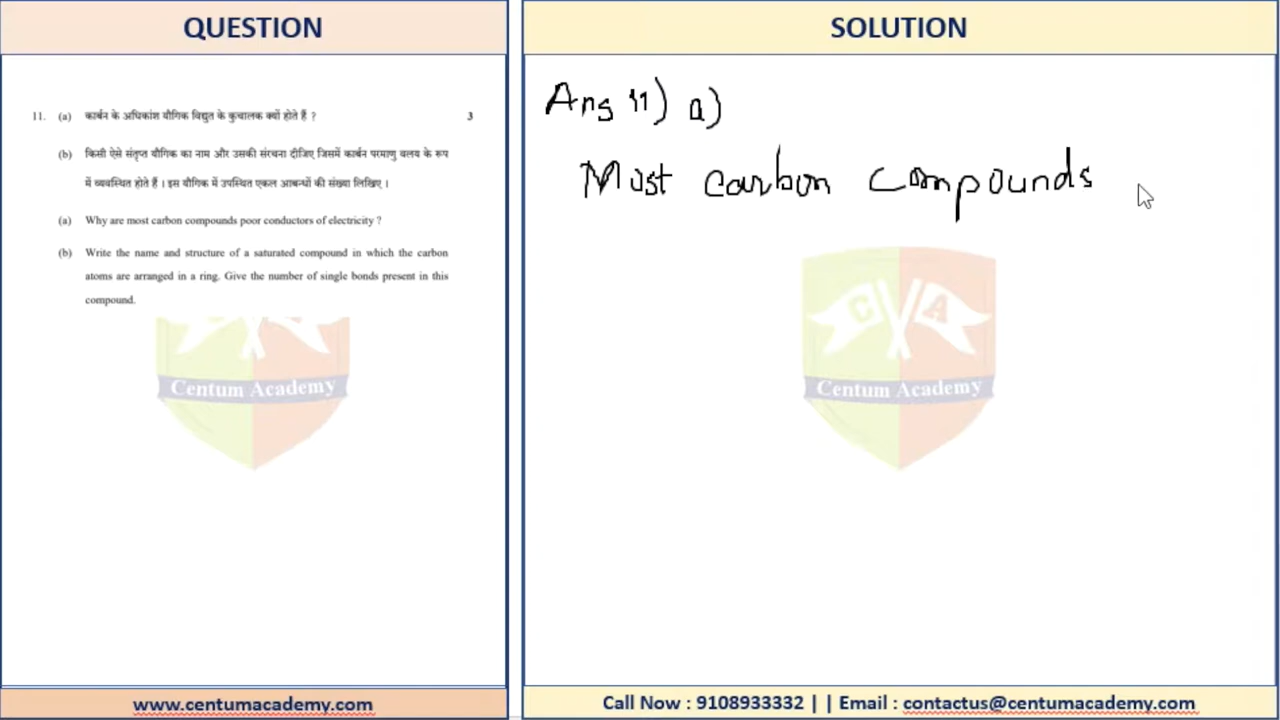 QUESTION
11. (a) कार्बन के अधिकांश यौगिक विद्युत के कुचालक क्यों होते हैं ? 3
(b) किसी ऐसे संतृप्त यौगिक का नाम और उसकी संरचना दीजिए जिसमें कार्बन परमाणु वलय के रूप
में व्यवस्थित होते हैं । इस यौगिक में उपस्थित एकल आबन्धों की संख्या लिखिए ।
(a) Why are most carbon compounds poor conductors of electricity ?
(b) Write the name and structure of a saturated compound in which the carbon
atoms are arranged in a ring. Give the number of single bonds present in this
compound.
Centum Academy
www.centumacademy.com
SOLUTION
Ans 11) a)
Most carbon compounds
C A
Centum Academy
Call Now : 9108933332 | | Email : contactus@centumacademy.com